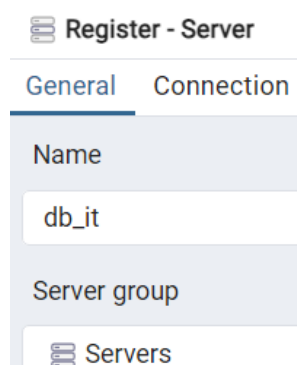 Register - Server
General Connection
Name
db_it
Server group
Servers